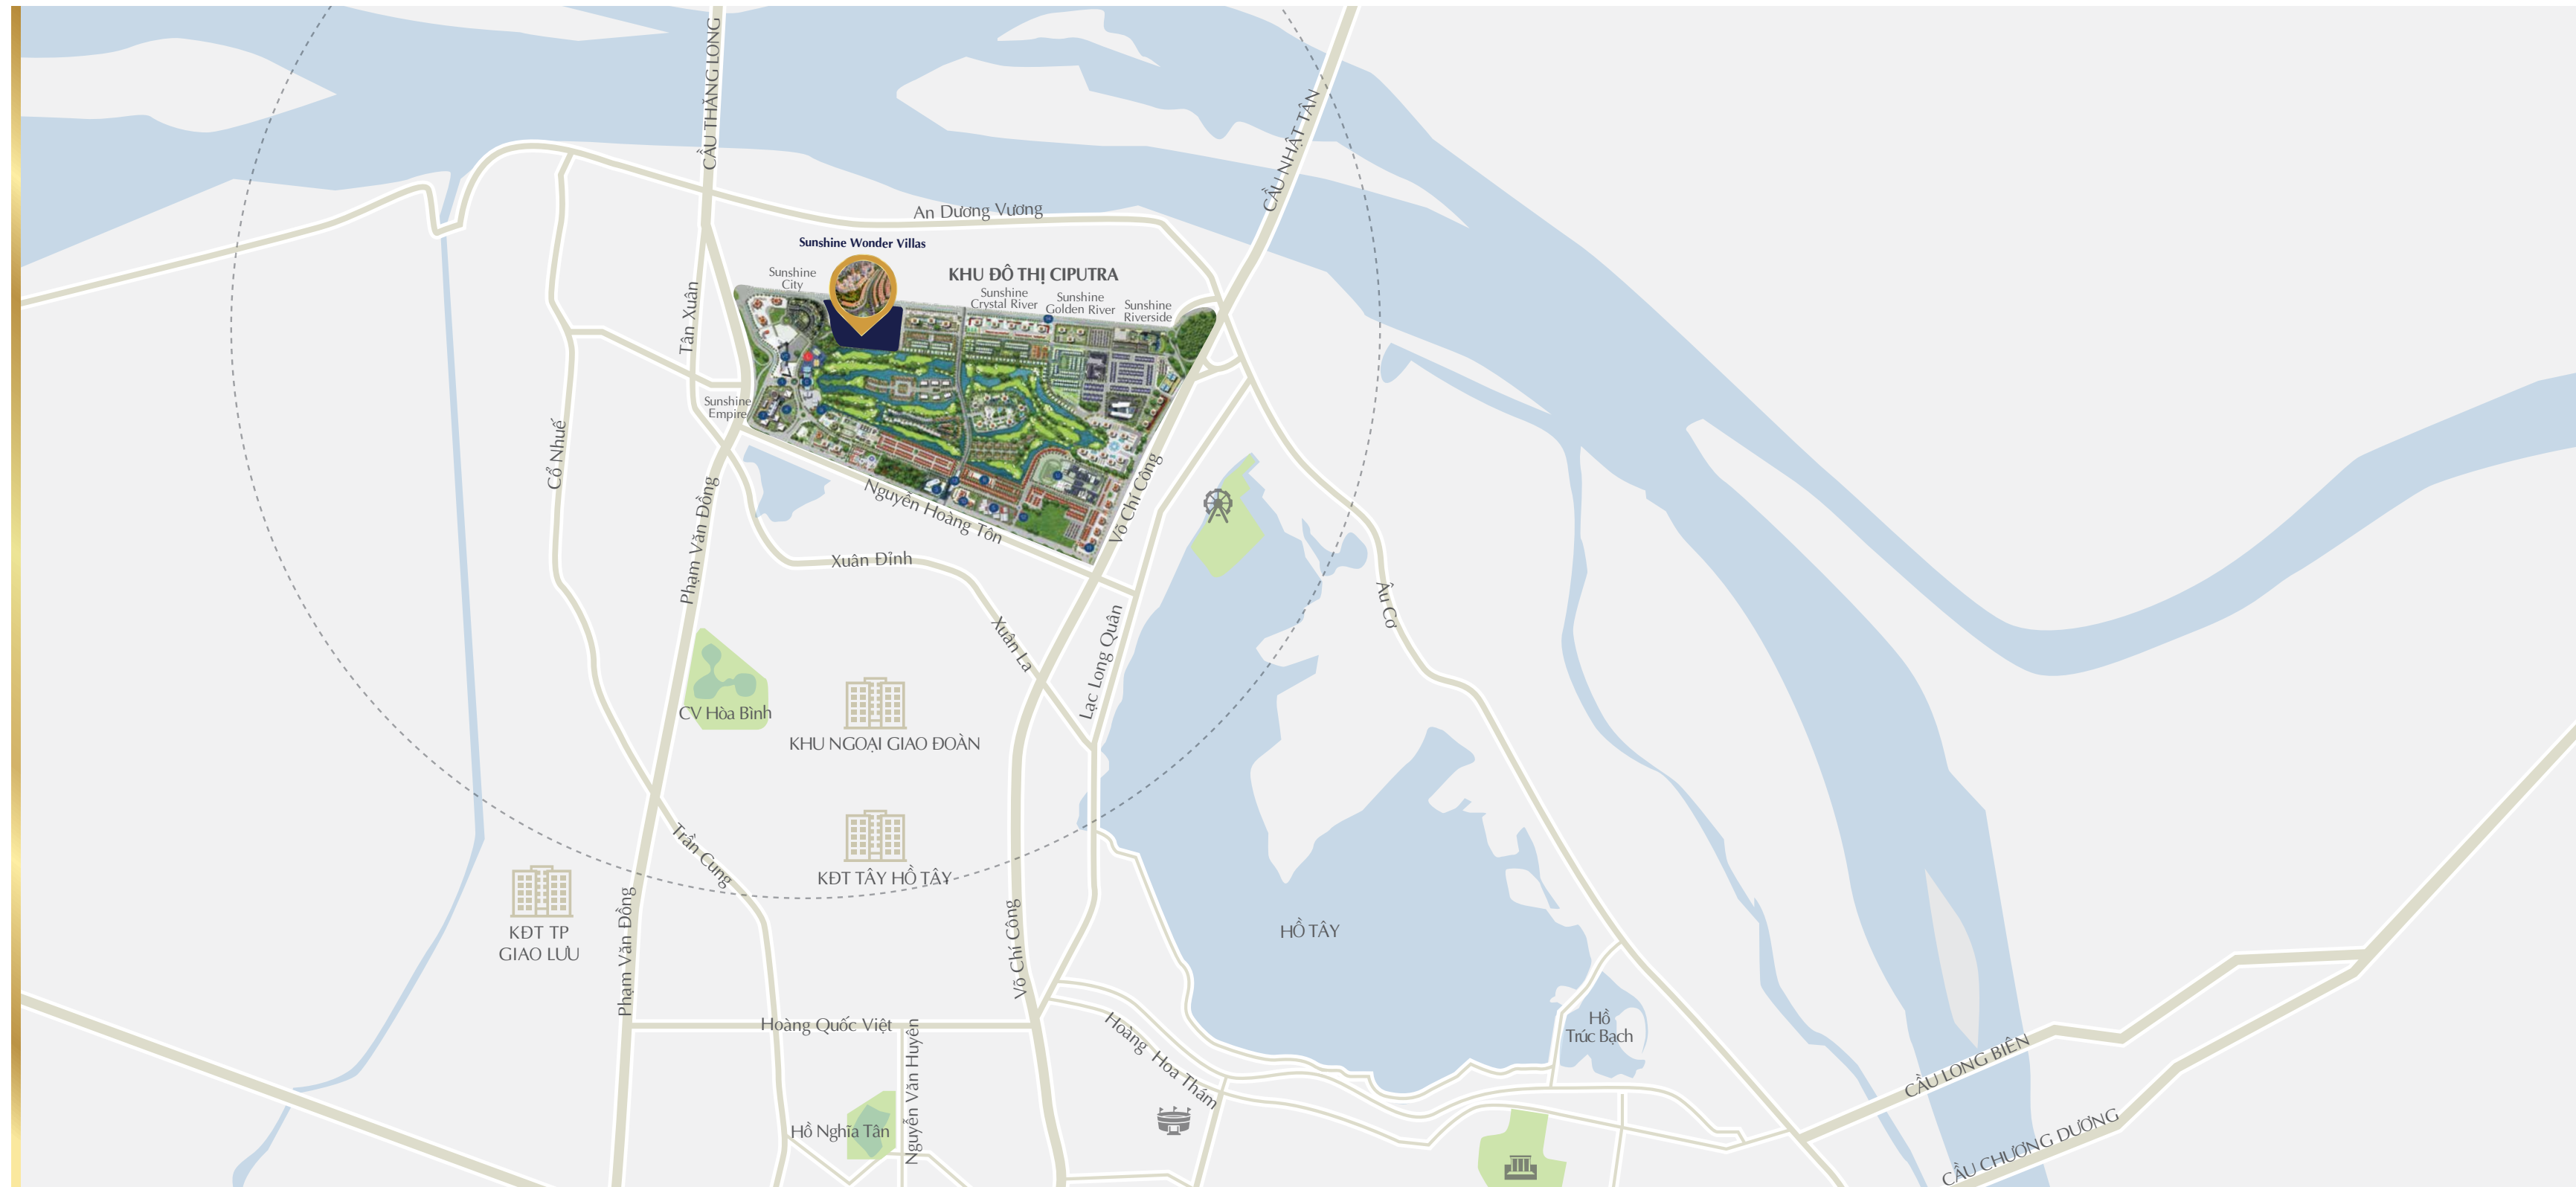 CẦU THĂNG LONG
CẦU NHẬT TÂN
An Dương Vương
Sunshine Wonder Villas
Sunshine
City
KHU ĐÔ THỊ CIPUTRA
Sunshine
Crystal River
Sunshine
Golden River
Sunshine
Riverside
Tân Xuân
Sunshine
Empire
Cổ Nhuế
Phạm Văn Đồng
Nguyễn Hoàng Tôn
Võ Chí Công
Xuân Đỉnh
Xuân La
Lạc Long Quân
Âu Cơ
CV Hòa Bình
KHU NGOẠI GIAO ĐOÀN
Trần Cung
KĐT TÂY HỒ TÂY
KĐT TP
GIAO LƯU
Phạm Văn Đồng
Võ Chí Công
HỒ TÂY
Hoàng Quốc Việt
Nguyễn Văn Huyên
Hoàng Hoa Thám
Hồ
Trúc Bạch
Hồ Nghĩa Tân
CẦU LONG BIÊN
CẦU CHƯƠNG DƯƠNG